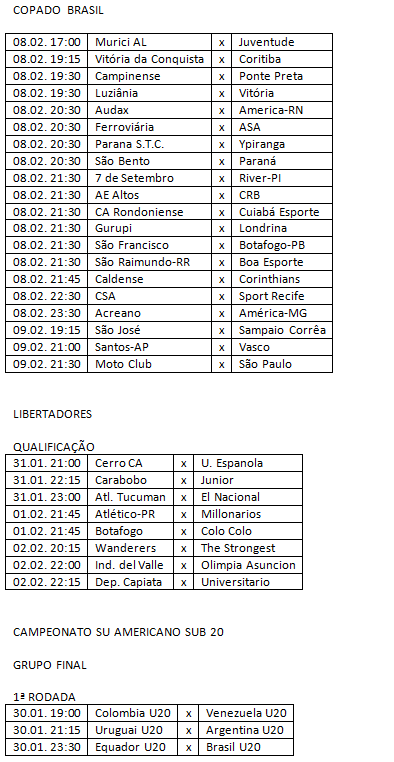 COPADO BRASIL
08.02. 17:00 Murici AL x Juventude
08.02. 19:15 Vitória da Conquista x Coritiba
08.02. 19:30 Campinense x Ponte Preta
08.02. 19:30 Luziânia x Vitória
08.02. 20:30 Audax x America-RN
08.02. 20:30 Ferroviária x ASA
08.02. 20:30 Parana S.T.C. x Ypiranga
08.02. 20:30 São Bento x Paraná
08.02. 21:30 7 de Setembro x River-PI
08.02. 21:30 AE Altos x CRB
08.02. 21:30 CA Rondoniense x Cuiabá Esporte
08.02. 21:30 Gurupi x Londrina
08.02. 21:30 São Francisco x Botafogo-PB
08.02. 21:30 São Raimundo-RR x Boa Esporte
08.02. 21:45 Caldense x Corinthians
08.02. 22:30 CSA x Sport Recife
08.02. 23:30 Acreano x América-MG
09.02. 19:15 São José x Sampaio Corrêa
09.02. 21:00 Santos-AP x Vasco
09.02. 21:30 Moto Club x São Paulo
LIBERTADORES
QUALIFICAÇÃO
31.01. 21:00 Cerro CA x U. Espanola
31.01. 22:15 Carabobo x Junior
31.01. 23:00 Atl. Tucuman x El Nacional
01.02. 21:45 Atlético-PR x Millonarios
01.02. 21:45 Botafogo x Colo Colo
02.02. 20:15 Wanderers x The Strongest
02.02. 22:00 Ind. del Valle x Olimpia Asuncion
02.02. 22:15 Dep. Capiata x Universitario
CAMPEONATO SU AMERICANO SUB 20
GRUPO FINAL
1ª RODADA
30.01. 19:00 Colombia U20 x Venezuela U20
30.01. 21:15 Uruguai U20 x Argentina U20
30.01. 23:30 Equador U20 x Brasil U20